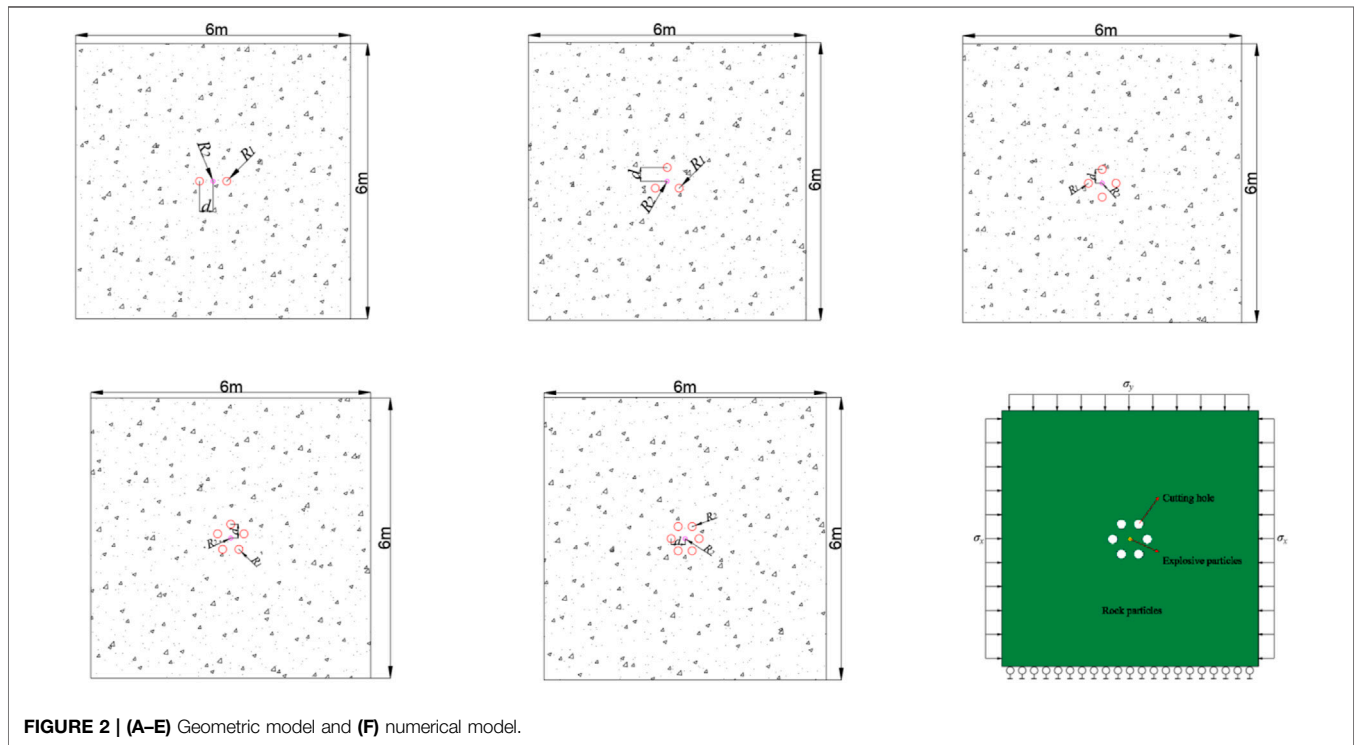 6m
6m
R2
R1
d
6m
6m
d
R1
R2
6m
6m
d
R1
R2
6m
6m
d
R2
R1
6m
6m
R2
d
R2
σy
Cutting hole
σx
σx
Explosive particles
Rock particles
FIGURE 2 | (A–E) Geometric model and (F) numerical model.